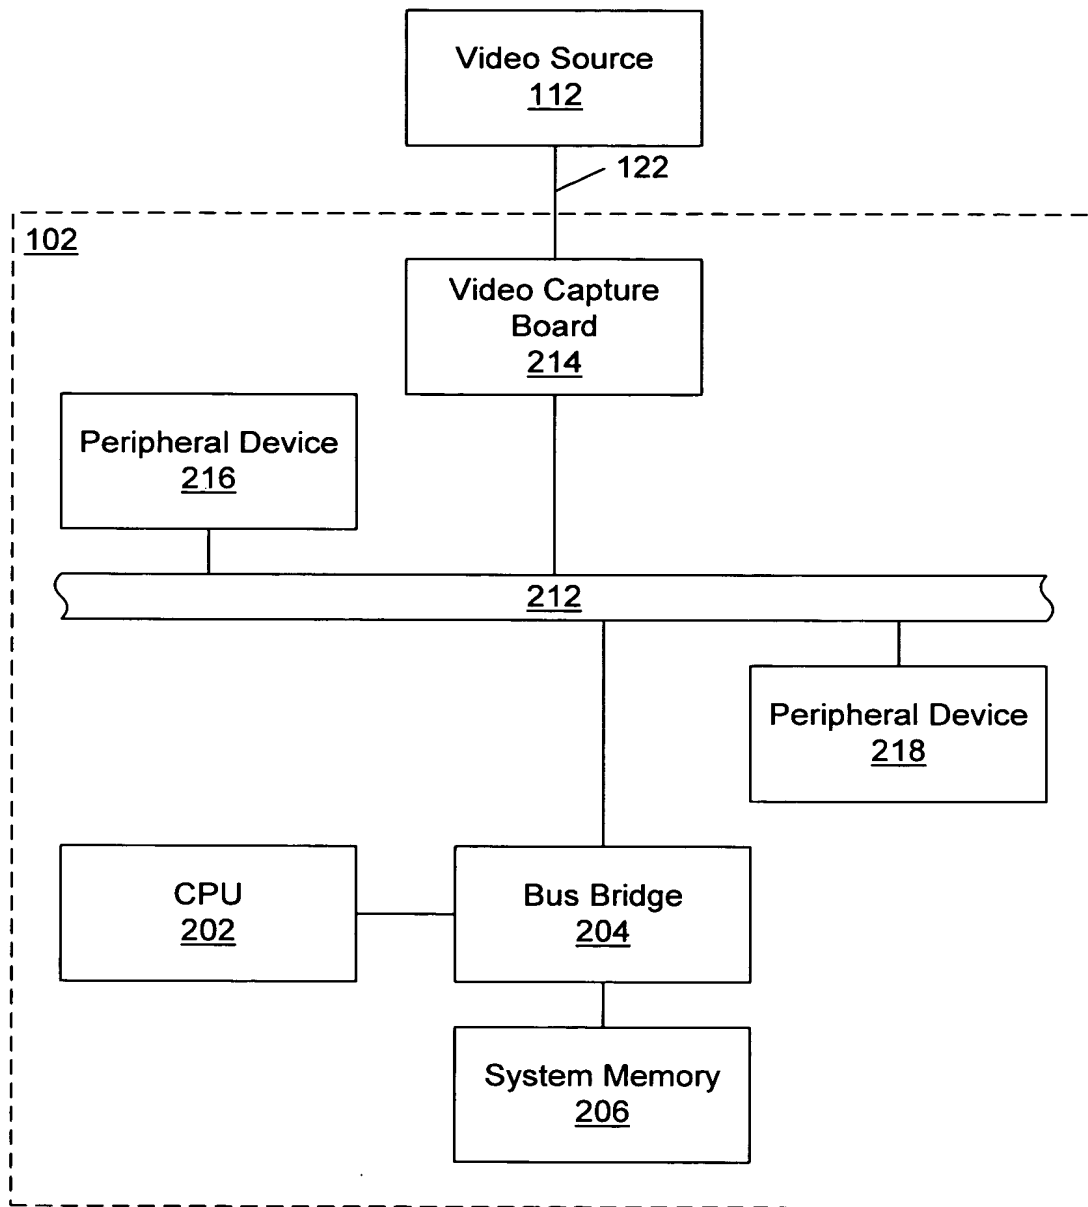 Video Source
112
122
102
Video Capture
Board
214
Peripheral Device
216
212
Peripheral Device
218
CPU
202
Bus Bridge
204
System Memory
206